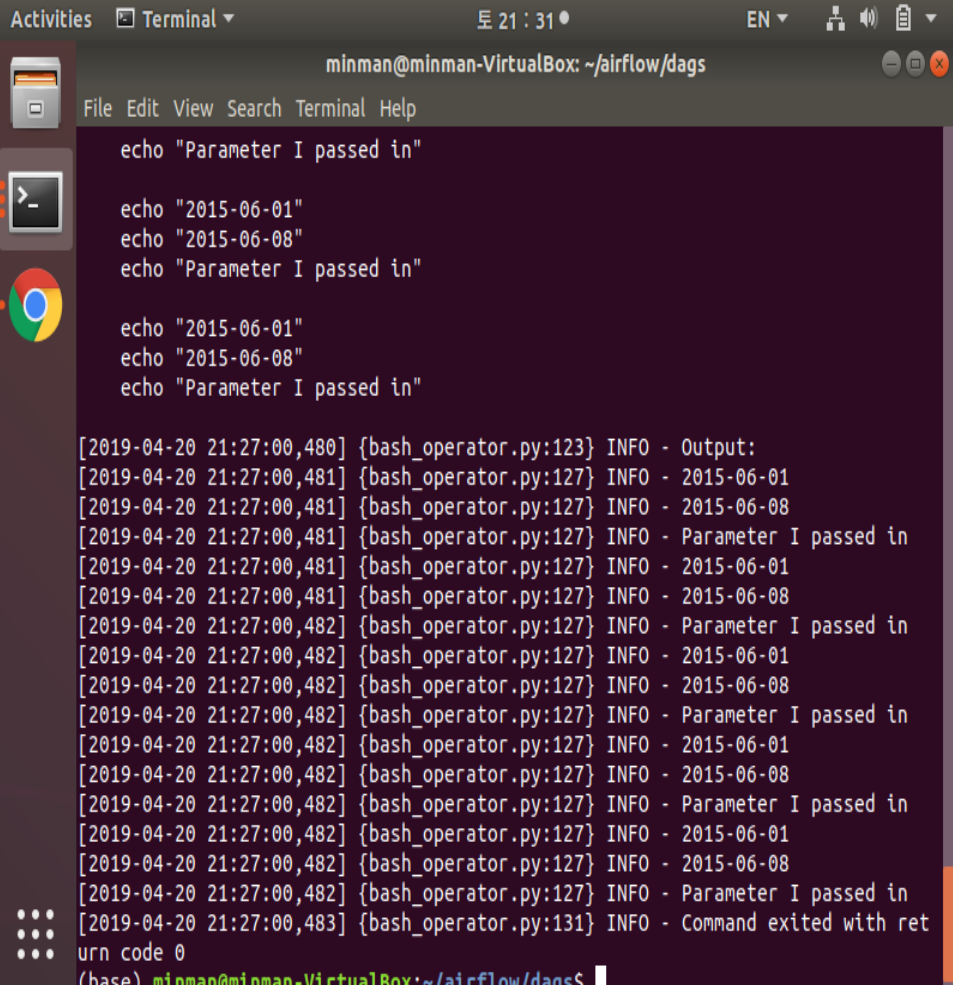 Activities Terminal 토 21 : 31 EN
minman@minman-VirtualBox: ~/airflow/dags
File Edit View Search Terminal Help
echo "Parameter I passed in"
echo "2015-06-01"
echo "2015-06-08"
echo "Parameter I passed in"
echo "2015-06-01"
echo "2015-06-08"
echo "Parameter I passed in"
[2019-04-20 21:27:00,480] {bash_operator.py:123} INFO - Output:
[2019-04-20 21:27:00,481] {bash_operator.py:127} INFO - 2015-06-01
[2019-04-20 21:27:00,481] {bash_operator.py:127} INFO - 2015-06-08
[2019-04-20 21:27:00,481] {bash_operator.py:127} INFO - Parameter I passed in
[2019-04-20 21:27:00,481] {bash_operator.py:127} INFO - 2015-06-01
[2019-04-20 21:27:00,481] {bash_operator.py:127} INFO - 2015-06-08
[2019-04-20 21:27:00,482] {bash_operator.py:127} INFO - Parameter I passed in
[2019-04-20 21:27:00,482] {bash_operator.py:127} INFO - 2015-06-01
[2019-04-20 21:27:00,482] {bash_operator.py:127} INFO - 2015-06-08
[2019-04-20 21:27:00,482] {bash_operator.py:127} INFO - Parameter I passed in
[2019-04-20 21:27:00,482] {bash_operator.py:127} INFO - 2015-06-01
[2019-04-20 21:27:00,482] {bash_operator.py:127} INFO - 2015-06-08
[2019-04-20 21:27:00,482] {bash_operator.py:127} INFO - Parameter I passed in
[2019-04-20 21:27:00,482] {bash_operator.py:127} INFO - 2015-06-01
[2019-04-20 21:27:00,482] {bash_operator.py:127} INFO - 2015-06-08
[2019-04-20 21:27:00,482] {bash_operator.py:127} INFO - Parameter I passed in
[2019-04-20 21:27:00,483] {bash_operator.py:131} INFO - Command exited with ret
urn code 0
(base) minman@minman-VirtualBox:~/airflow/dags$